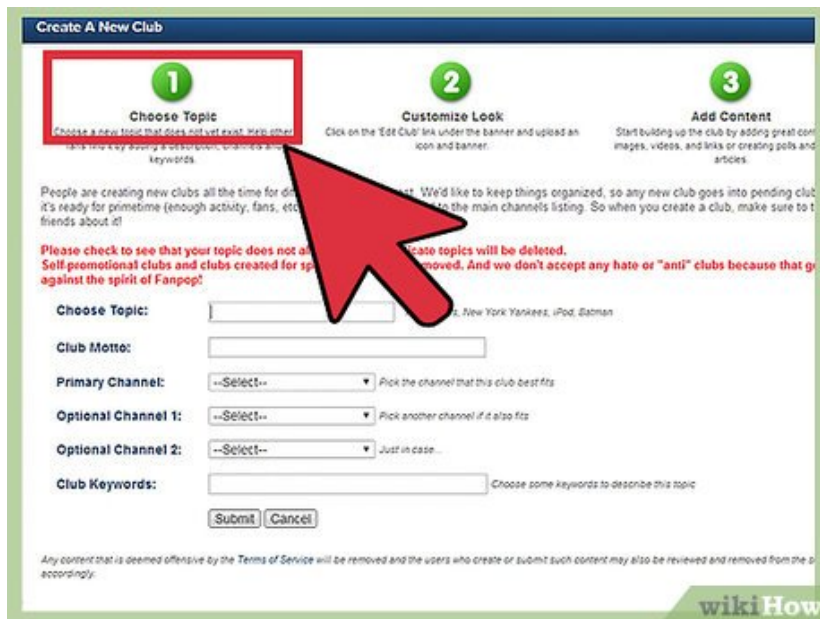 Create A New Club
1
2
3
Choose Topic
Customize Look
Add Content
Choose a new topic that does not yet exist. Help other
fans find it by adding a description, channels and
keywords.
Click on the 'Edit Club' link under the banner and upload an
icon and banner.
Start building up the club by adding great con
images, videos, and links or creating polls and
articles.
People are creating new clubs all the time for di st. We'd like to keep things organized, so any new club goes into pending club
it's ready for primetime (enough activity, fans, etc to the main channels listing. So when you create a club, make sure to t
friends about it!
Please check to see that your topic does not al icate topics will be deleted.
Self-promotional clubs and clubs created for sp moved. And we don't accept any hate or "anti" clubs because that g
against the spirit of Fanpop!
Choose Topic:
s, New York Yankees, iPod, Batman
Club Motto:
Primary Channel:
--Select--
Pick the channel that this club best fits
Optional Channel 1:
--Select--
Pick another channel if it also fits
Optional Channel 2:
--Select--
Just in case...
Club Keywords:
Choose some keywords to describe this topic
Submit Cancel
Any content that is deemed offensive by the Terms of Service will be removed and the users who create or submit such content may also be reviewed and removed from the s
accordingly.
wikiHow